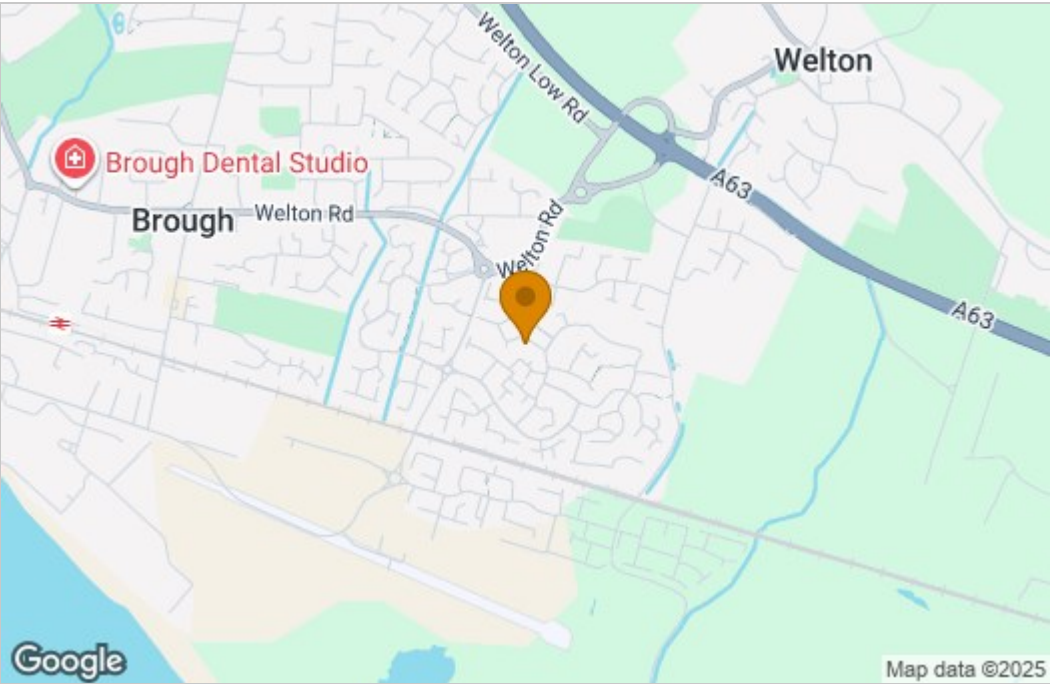 Welton Low Rd
Welton
A63
Brough Dental Studio
Brough
Welton Rd
Welton Rd
A63
Google
Map data ©2025